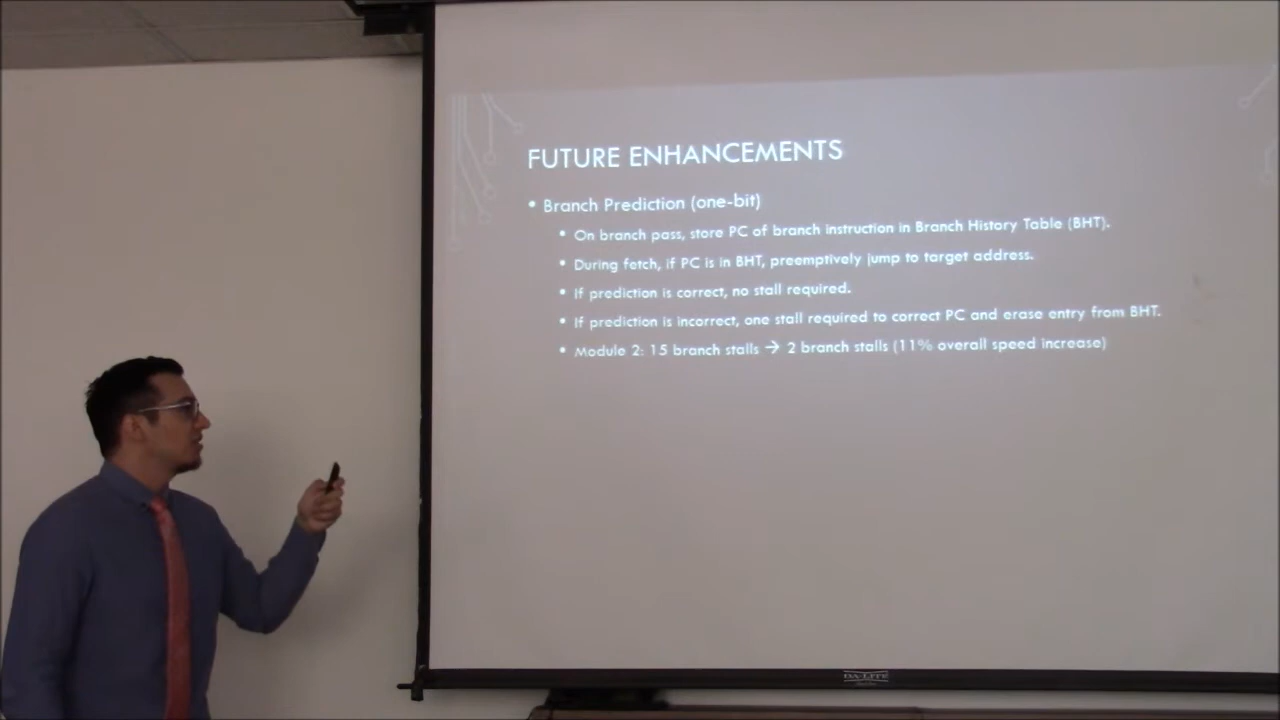 FUTURE ENHANCEMENTS
• Branch Prediction (one-bit)
• On branch pass, store PC of branch instruction in Branch History Table (BHT).
• During fetch, if PC is in BHT, preemptively jump to target address.
• If prediction is correct, no stall required.
• If prediction is incorrect, one stall required to correct PC and erase entry from BHT.
• Module 2: 15 branch stalls → 2 branch stalls (11% overall speed increase)
DA-LITE